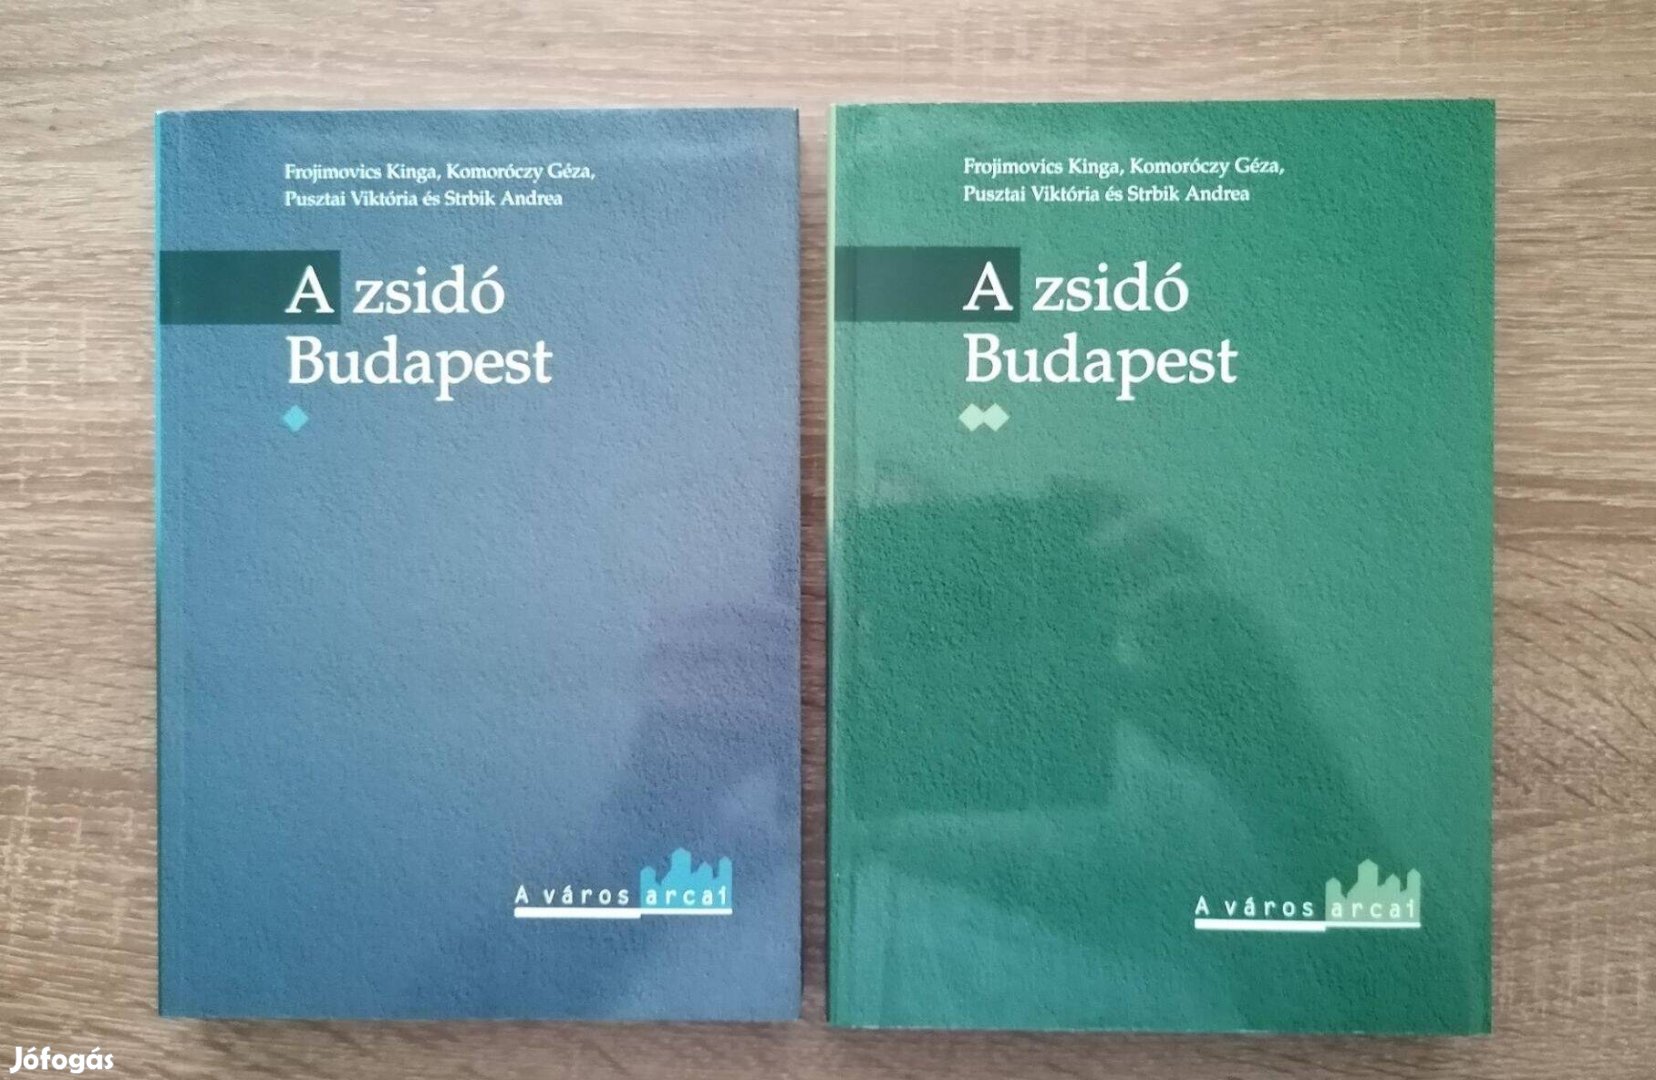 Frojimovics Kinga, Komoróczy Géza,
Pusztai Viktória és Strbik Andrea
A zsidó
Budapest
A város arcai
Frojimovics Kinga, Komoróczy Géza,
Pusztai Viktória és Strbik Andrea
A zsidó
Budapest
A város arcai
Jófogás